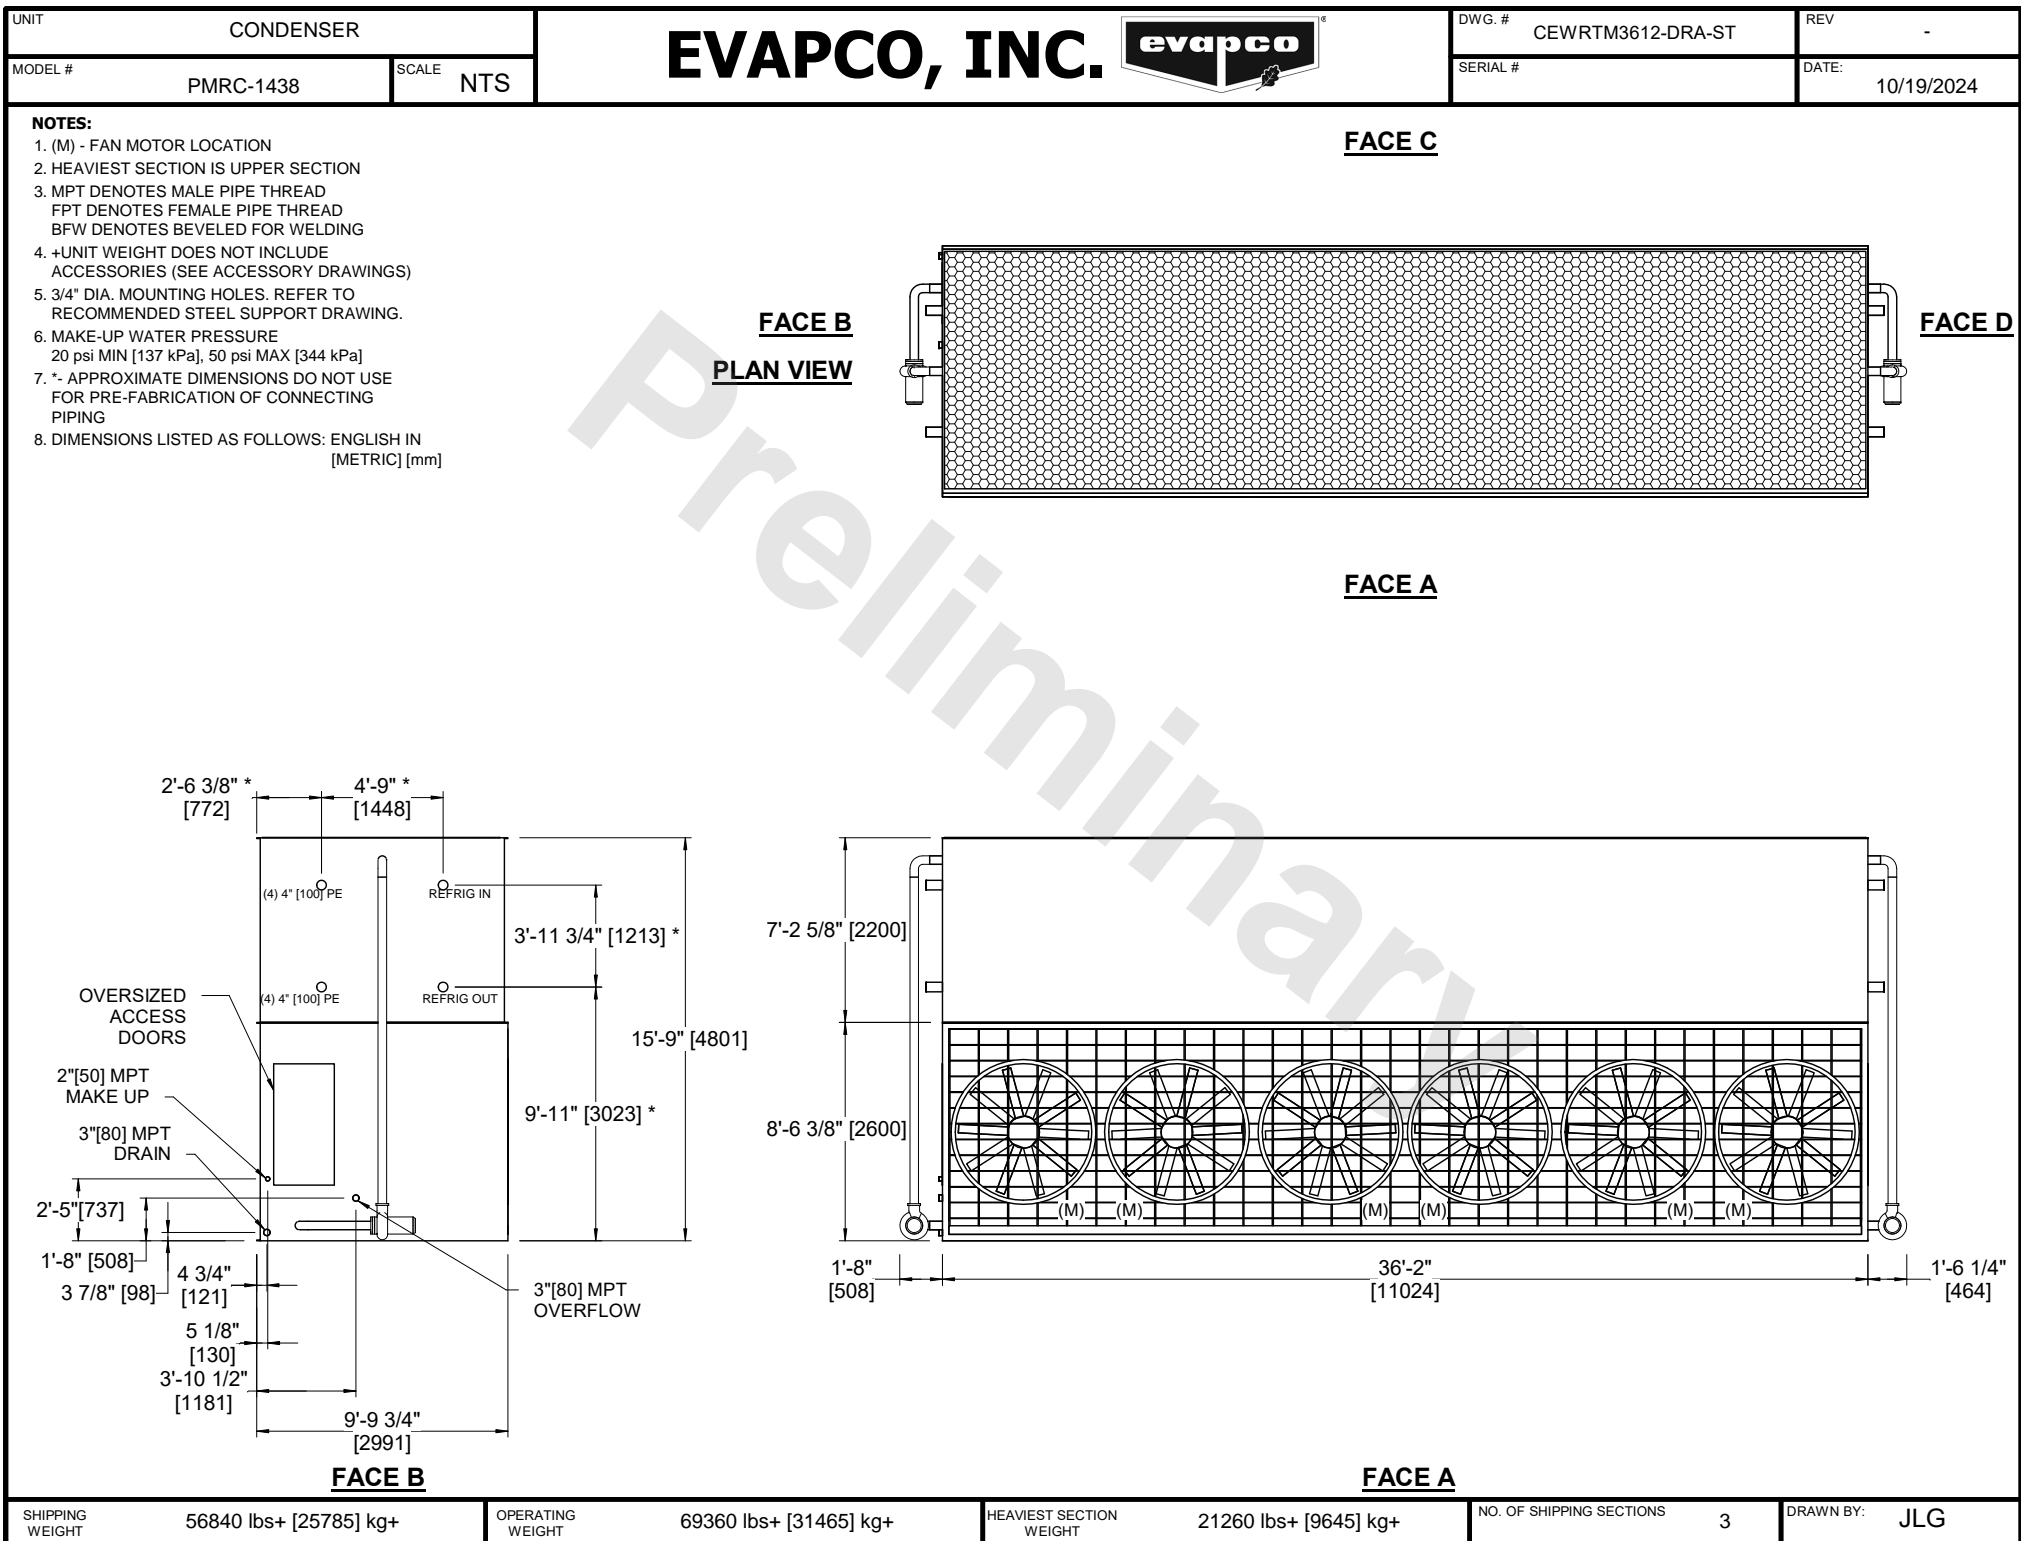 UNIT
CONDENSER
MODEL #
PMRC-1438
SCALE
NTS
EVAPCO, INC.
evapco
®
DWG. #
CEWRTM3612-DRA-ST
REV
-
SERIAL #
DATE:
10/19/2024
NOTES:
1. (M) - FAN MOTOR LOCATION
2. HEAVIEST SECTION IS UPPER SECTION
3. MPT DENOTES MALE PIPE THREAD
FPT DENOTES FEMALE PIPE THREAD
BFW DENOTES BEVELED FOR WELDING
4. +UNIT WEIGHT DOES NOT INCLUDE
ACCESSORIES (SEE ACCESSORY DRAWINGS)
5. 3/4" DIA. MOUNTING HOLES. REFER TO
RECOMMENDED STEEL SUPPORT DRAWING.
6. MAKE-UP WATER PRESSURE
20 psi MIN [137 kPa], 50 psi MAX [344 kPa]
7. *- APPROXIMATE DIMENSIONS DO NOT USE
FOR PRE-FABRICATION OF CONNECTING
PIPING
8. DIMENSIONS LISTED AS FOLLOWS: ENGLISH IN
[METRIC] [mm]
FACE C
FACE B
PLAN VIEW
FACE D
FACE A
Preliminary
2'-6 3/8" *
[772]
4'-9" *
[1448]
(4) 4" [100] PE
REFRIG IN
3'-11 3/4" [1213] *
(4) 4" [100] PE
REFRIG OUT
OVERSIZED
ACCESS
DOORS
15'-9" [4801]
2"[50] MPT
MAKE UP
3"[80] MPT
DRAIN
9'-11" [3023] *
2'-5"[737]
1'-8" [508]
3 7/8" [98]
4 3/4"
[121]
5 1/8"
[130]
3'-10 1/2"
[1181]
9'-9 3/4"
[2991]
3"[80] MPT
OVERFLOW
FACE B
7'-2 5/8" [2200]
8'-6 3/8" [2600]
(M) (M) (M) (M) (M) (M)
1'-8"
[508]
36'-2"
[11024]
1'-6 1/4"
[464]
FACE A
SHIPPING
WEIGHT
56840 lbs+ [25785] kg+
OPERATING
WEIGHT
69360 lbs+ [31465] kg+
HEAVIEST SECTION
WEIGHT
21260 lbs+ [9645] kg+
NO. OF SHIPPING SECTIONS
3
DRAWN BY:
JLG